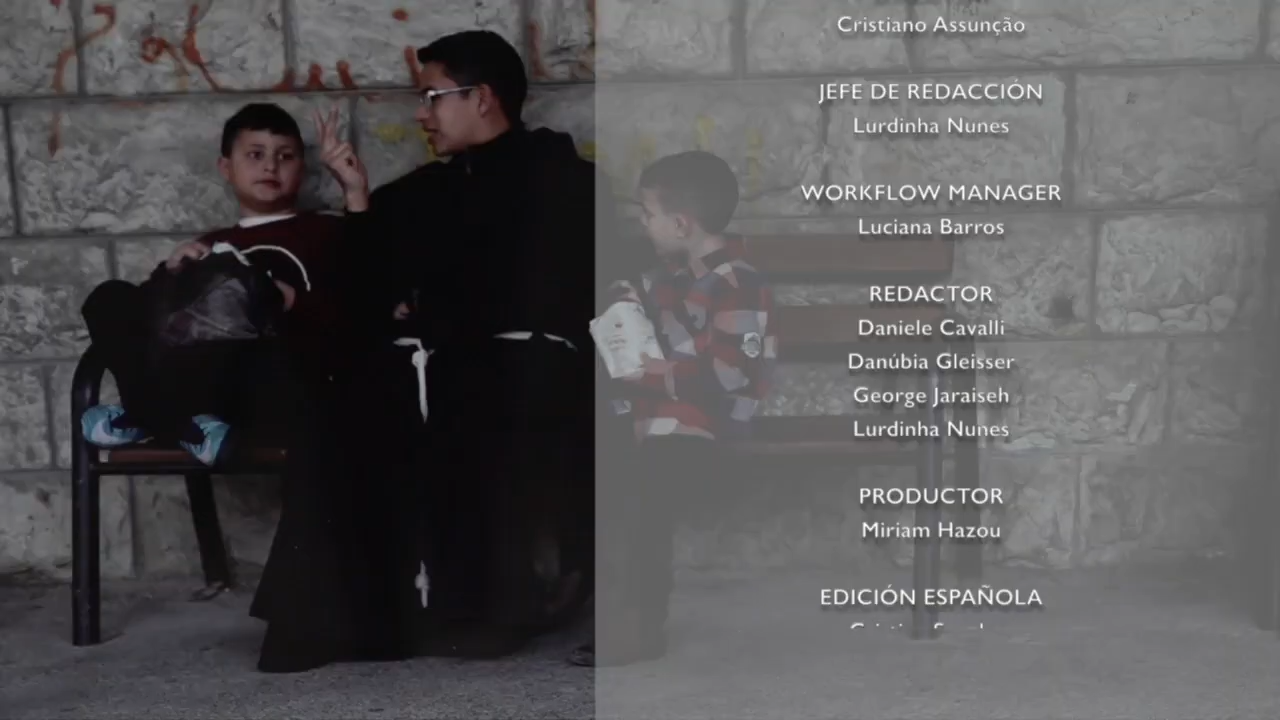 Cristiano Assunção
JEFE DE REDACCIÓN
Lurdinha Nunes
WORKFLOW MANAGER
Luciana Barros
REDACTOR
Daniele Cavalli
Danúbia Gleisser
George Jaraiseh
Lurdinha Nunes
PRODUCTOR
Miriam Hazou
EDICIÓN ESPAÑOLA